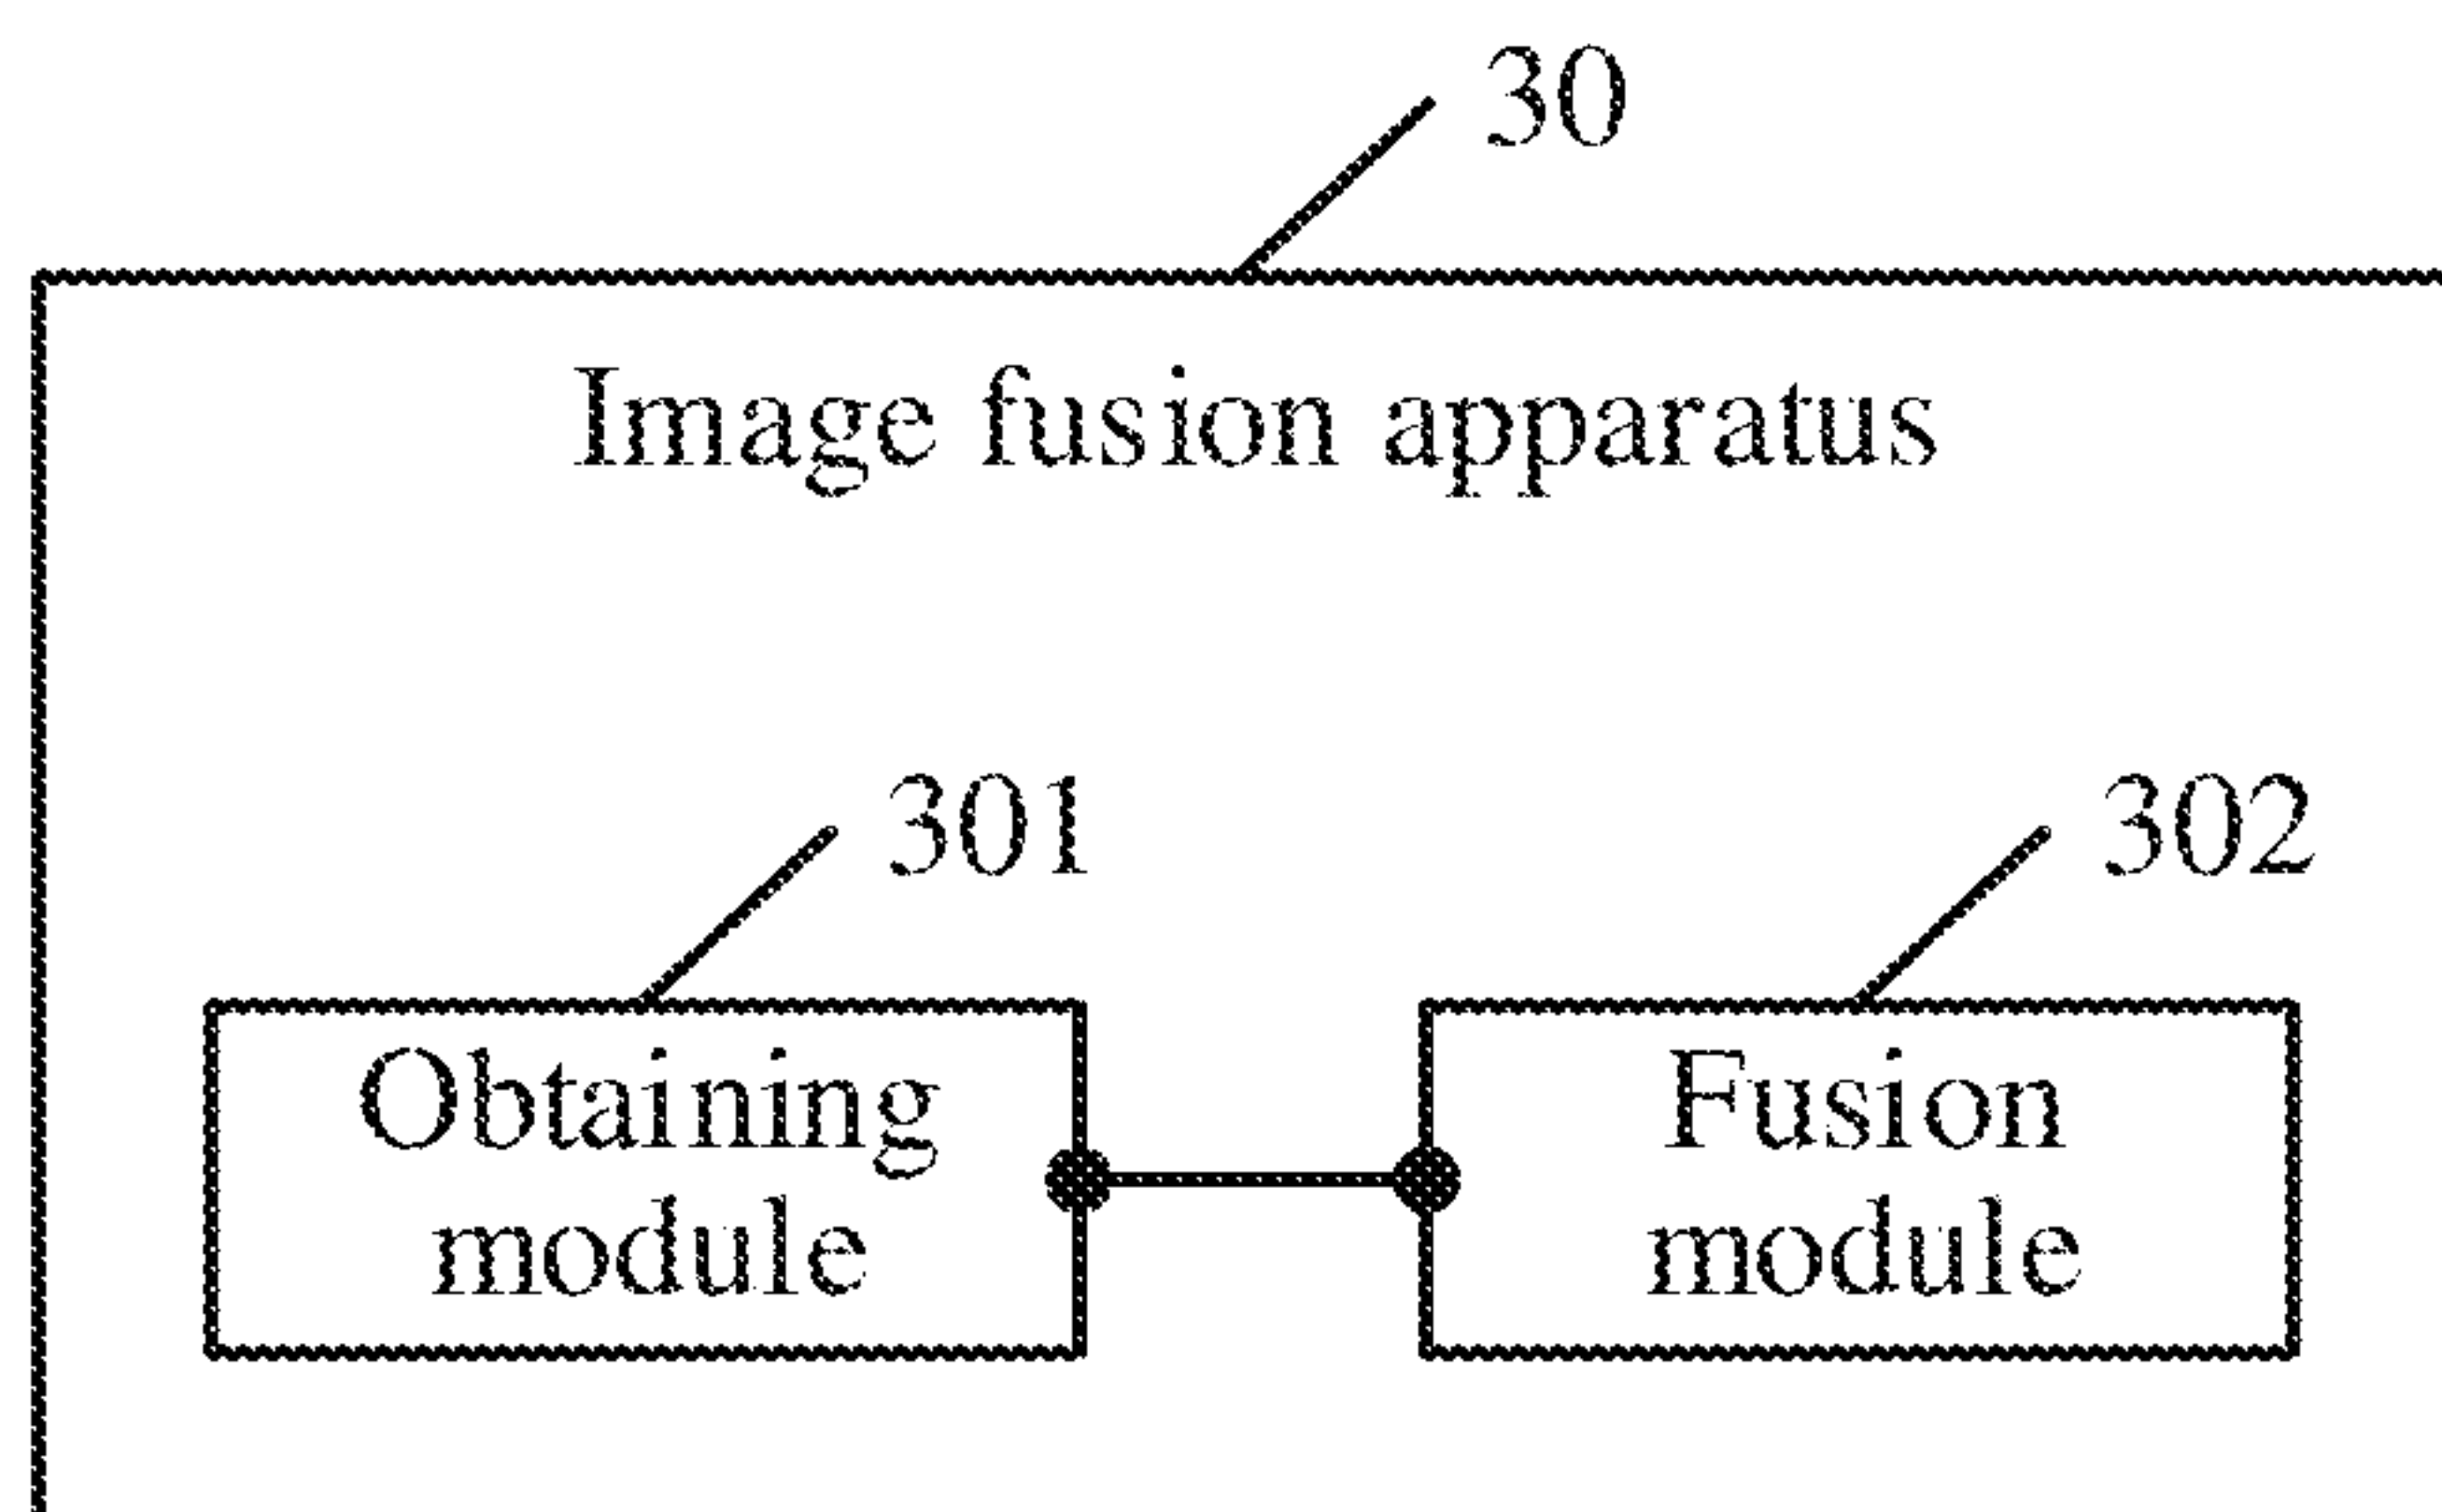 30
Image fusion apparatus
301
302
Obtaining
module
Fusion
module